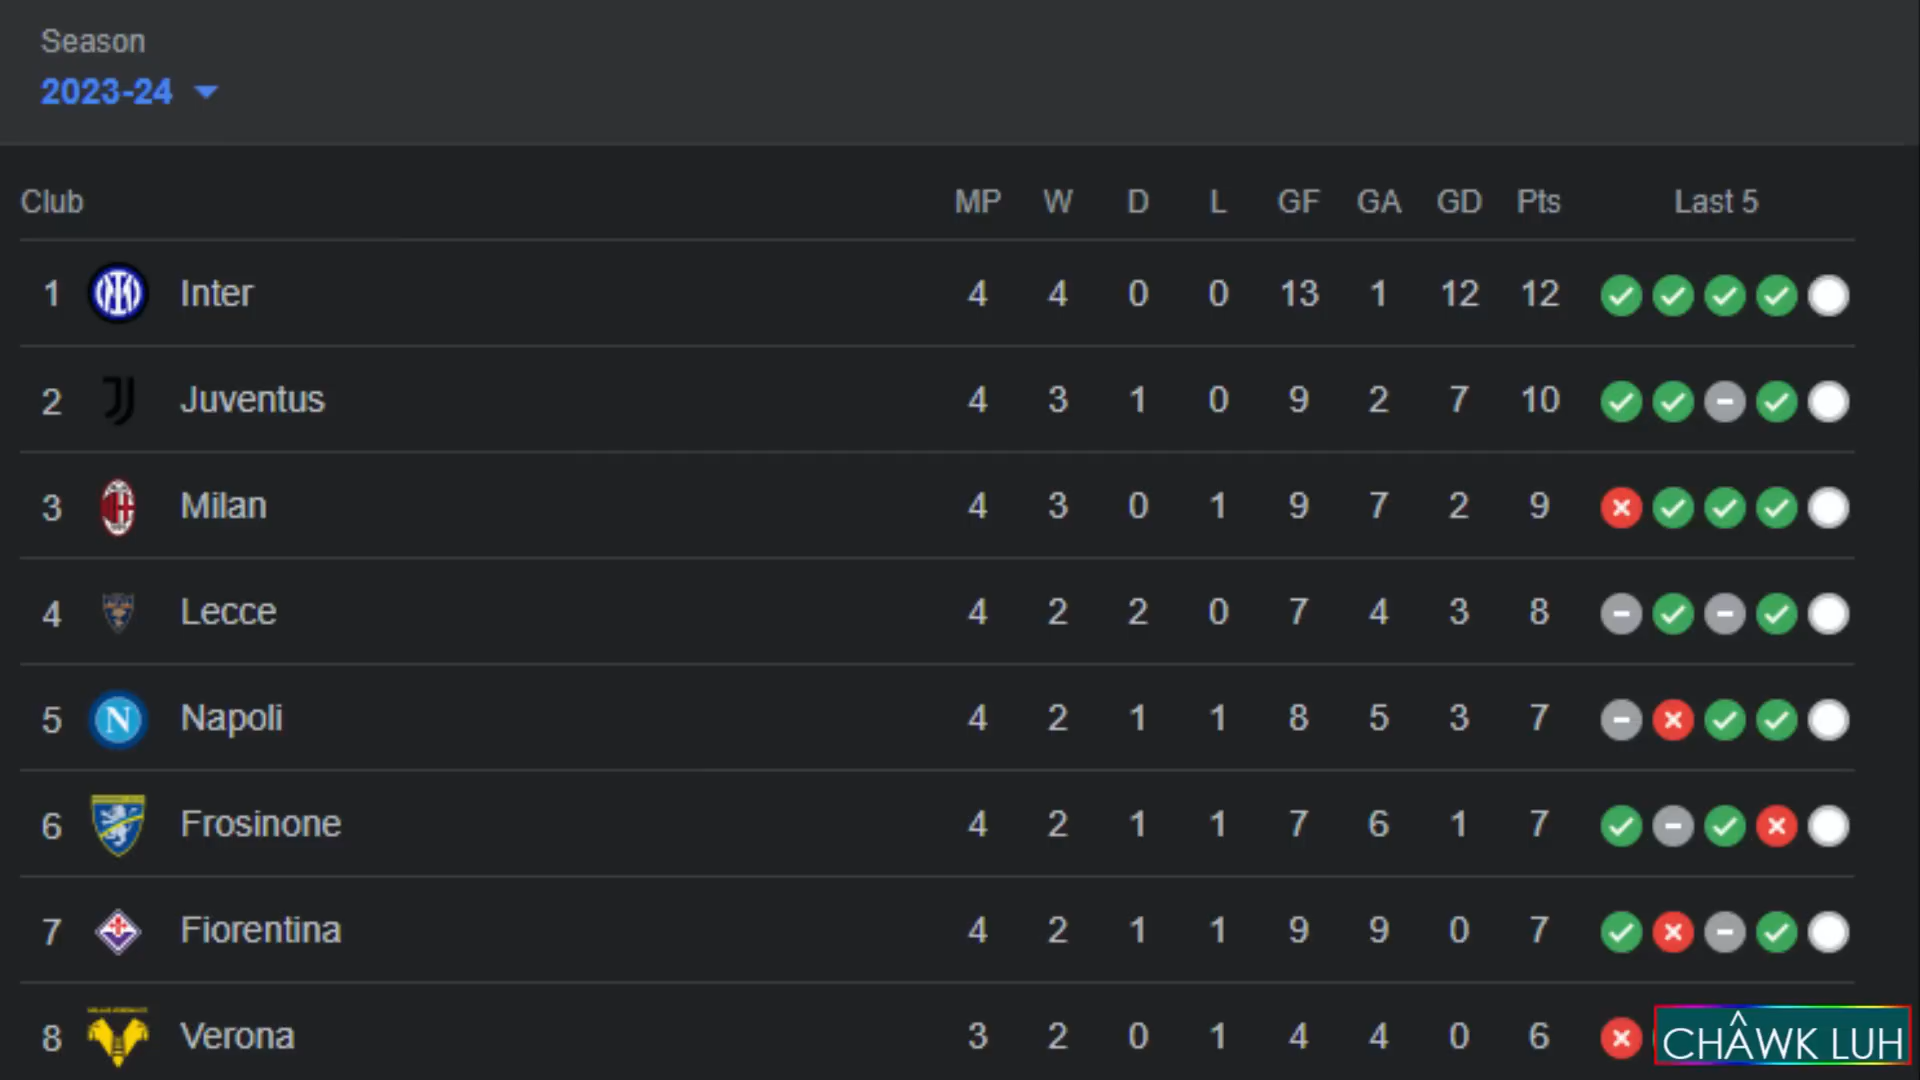 Season
2023-24
Club MP W D L GF GA GD Pts Last 5
1 Inter 4 4 0 0 13 1 12 12
2 Juventus 4 3 1 0 9 2 7 10
3 Milan 4 3 0 1 9 7 2 9
4 Lecce 4 2 2 0 7 4 3 8
5 N Napoli 4 2 1 1 8 5 3 7
6 Frosinone 4 2 1 1 7 6 1 7
7 Fiorentina 4 2 1 1 9 9 0 7
8 Verona 3 2 0 1 4 4 0 6
CHÂWK LUH